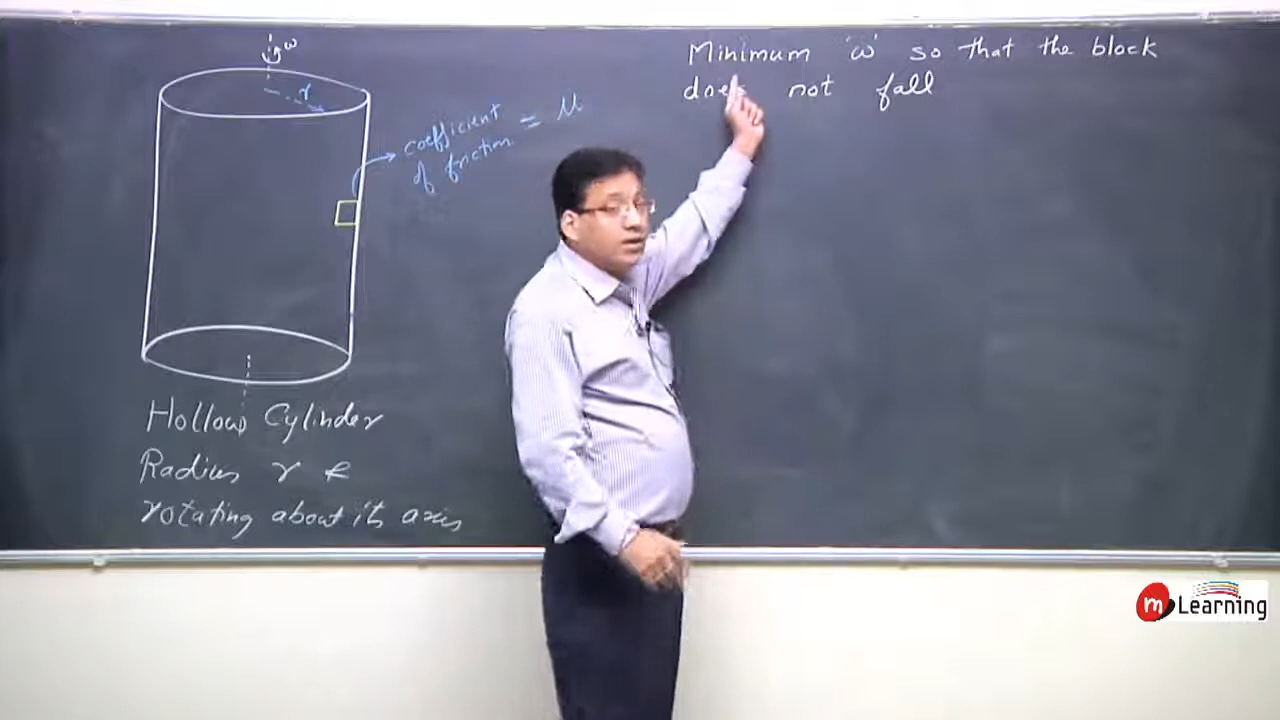 ω
r
coefficient
of friction = μ
Minimum 'ω' so that the block
does not fall
Hollow Cylinder
Radius r &
rotating about its axis
m Learning